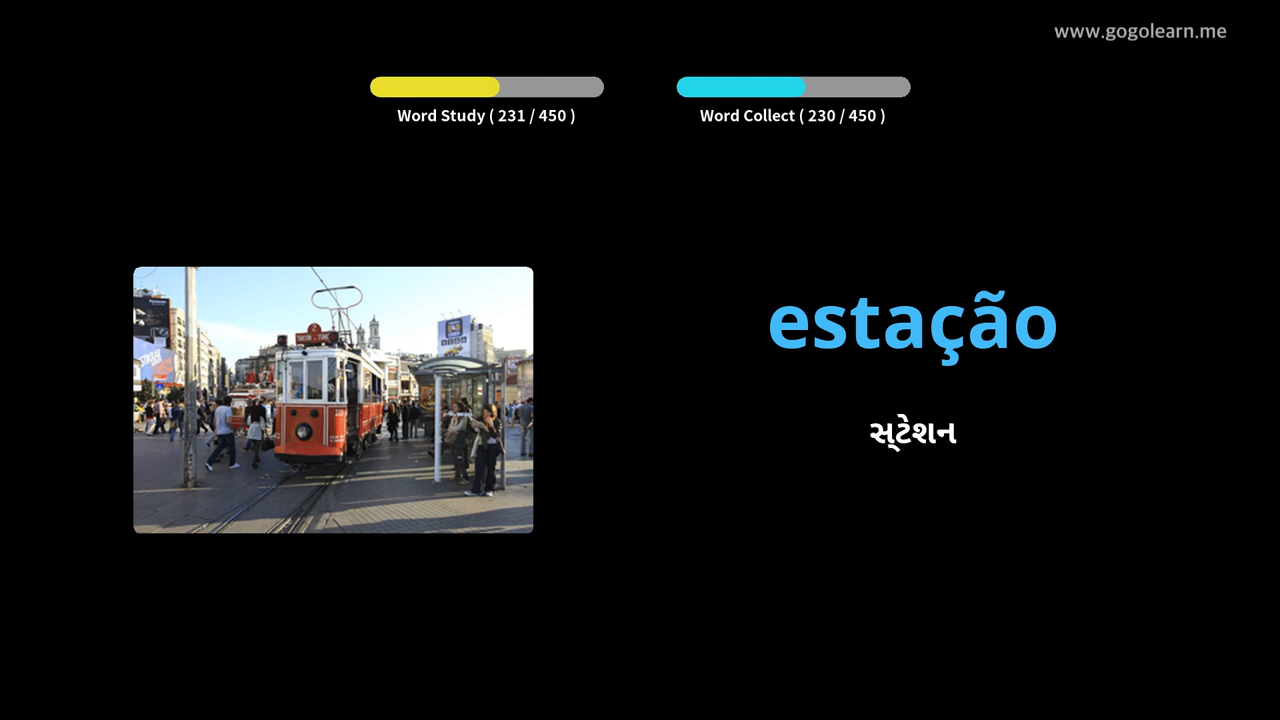 www.gogolearn.me
Word Study ( 231 / 450 )
Word Collect ( 230 / 450 )
estação
સ્ટેશન